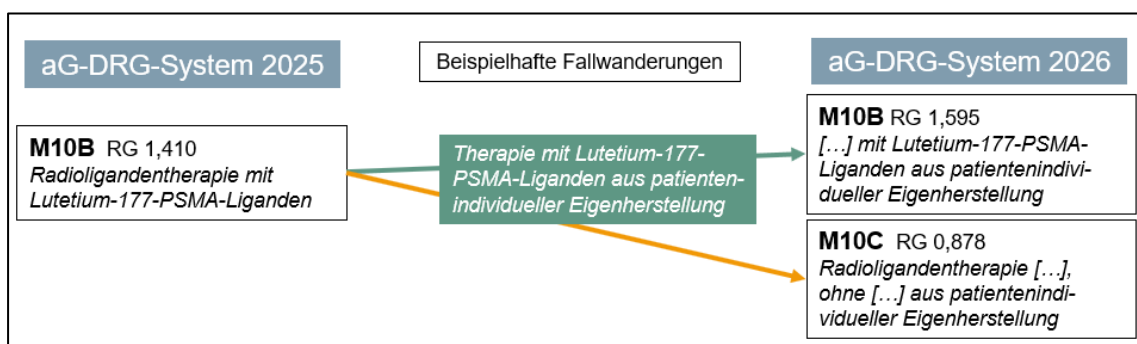 aG-DRG-System 2025
Beispielhafte Fallwanderungen
aG-DRG-System 2026
M10B RG 1,410
Radioligandentherapie mit
Lutetium-177-PSMA-Liganden
Therapie mit Lutetium-177-
PSMA-Liganden aus patienten-
individueller Eigenherstellung
M10B RG 1,595
[…] mit Lutetium-177-PSMA-
Liganden aus patientenindivi-
dueller Eigenherstellung
M10C RG 0,878
Radioligandentherapie […],
ohne […] aus patientenindi-
vidueller Eigenherstellung